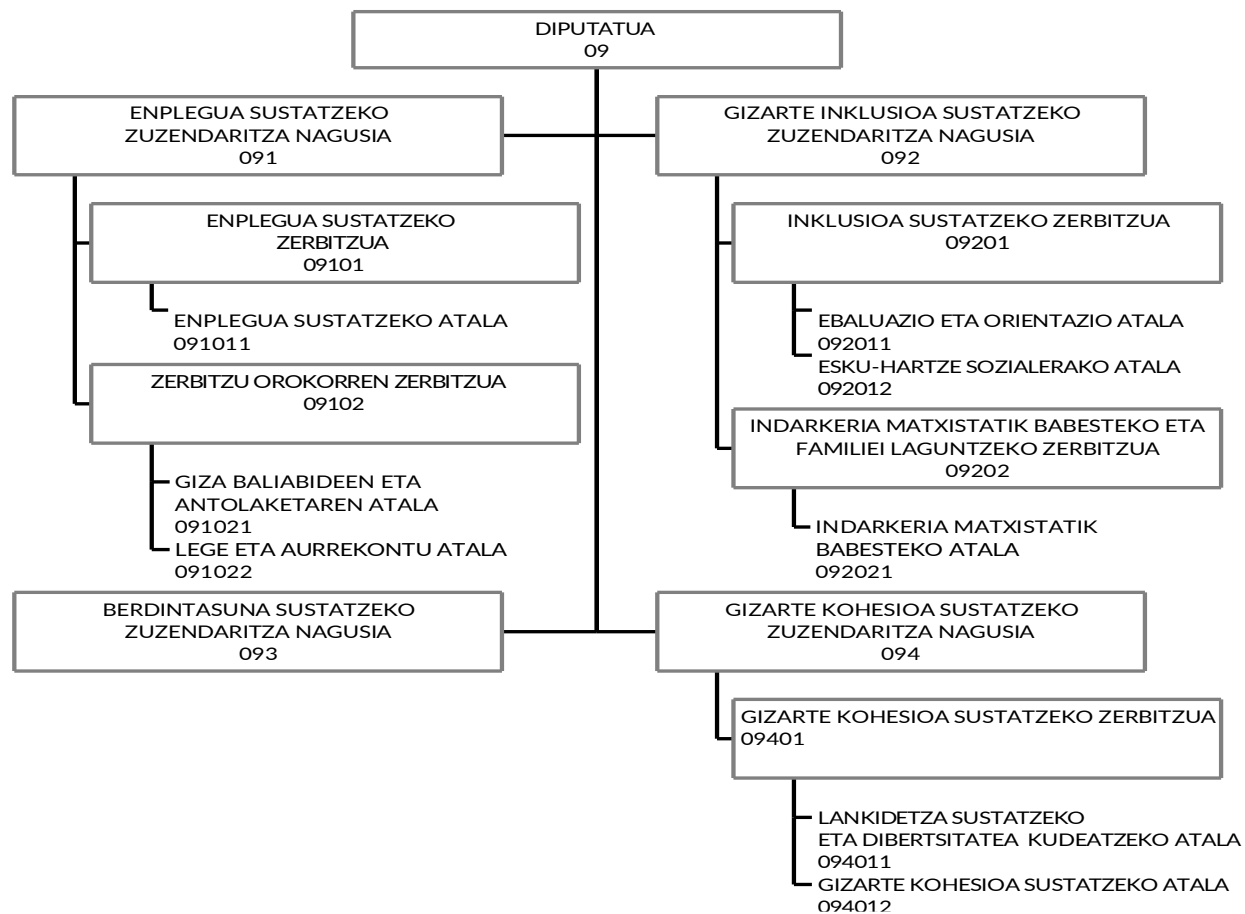 DIPUTATUA
09
ENPLEGUA SUSTATZEKO
ZUZENDARITZA NAGUSIA
091
ENPLEGUA SUSTATZEKO
ZERBITZUA
09101
ENPLEGUA SUSTATZEKO ATALA
091011
ZERBITZU OROKORREN ZERBITZUA
09102
GIZA BALIABIDEEN ETA
ANTOLAKETAREN ATALA
091021
LEGE ETA AURREKONTU ATALA
091022
GIZARTE INKLUSIOA SUSTATZEKO
ZUZENDARITZA NAGUSIA
092
INKLUSIOA SUSTATZEKO ZERBITZUA
09201
EBALUAZIO ETA ORIENTAZIO ATALA
092011
ESKU-HARTZE SOZIALERAKO ATALA
092012
INDARKERIA MATXISTATIK BABESTEKO ETA
FAMILIEI LAGUNTZEKO ZERBITZUA
09202
INDARKERIA MATXISTATIK
BABESTEKO ATALA
092021
BERDINTASUNA SUSTATZEKO
ZUZENDARITZA NAGUSIA
093
GIZARTE KOHESIOA SUSTATZEKO
ZUZENDARITZA NAGUSIA
094
GIZARTE KOHESIOA SUSTATZEKO ZERBITZUA
09401
LANKIDETZA SUSTATZEKO
ETA DIBERTSITATEA KUDEATZEKO ATALA
094011
GIZARTE KOHESIOA SUSTATZEKO ATALA
094012